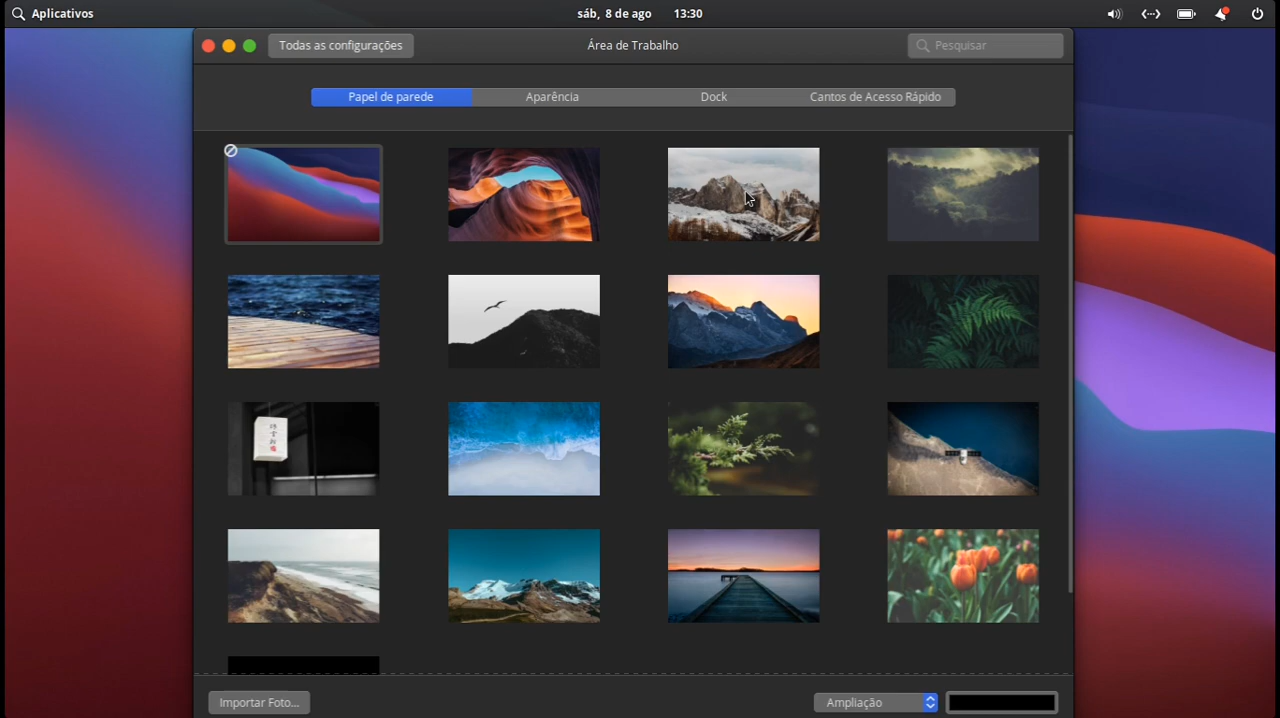 Aplicativos
sáb, 8 de ago 13:30
Todas as configurações
Área de Trabalho
Pesquisar
Papel de parede
Aparência
Dock
Cantos de Acesso Rápido
Importar Foto...
Ampliação